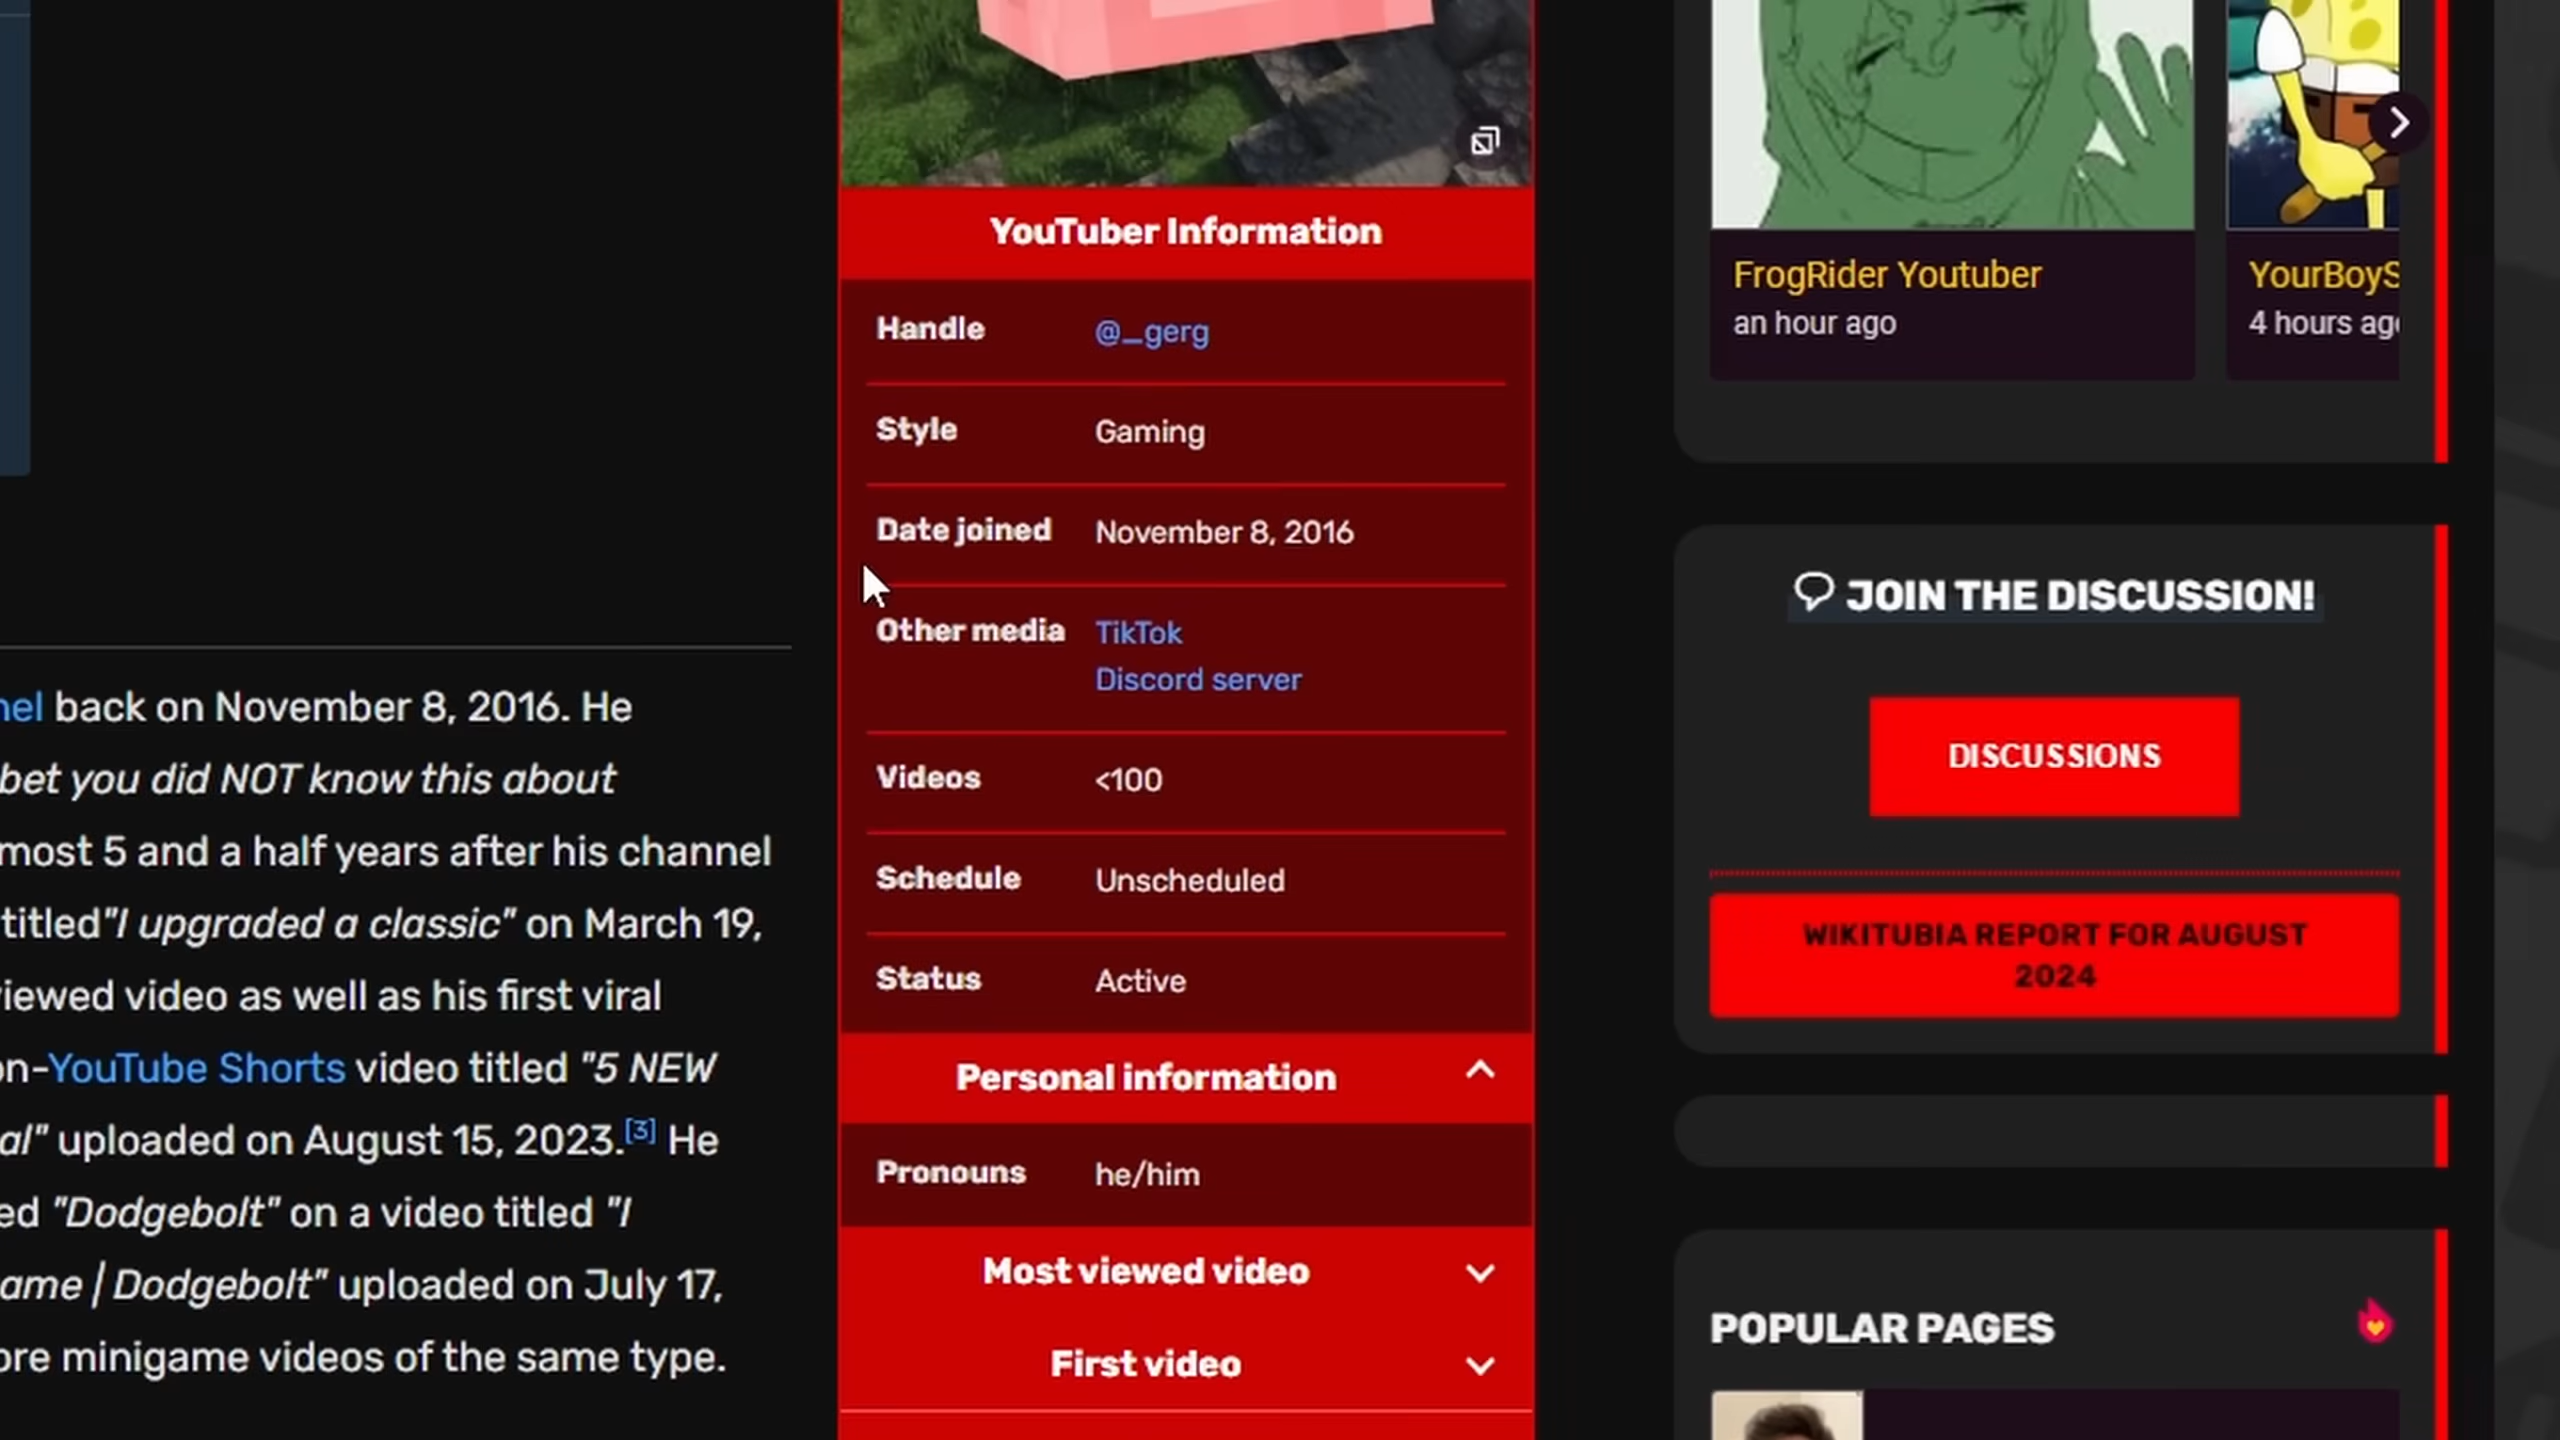 nel back on November 8, 2016. He
bet you did NOT know this about
most 5 and a half years after his channel
titled"I upgraded a classic" on March 19,
iewed video as well as his first viral
on-YouTube Shorts video titled "5 NEW
al" uploaded on August 15, 2023.[3] He
ed "Dodgebolt" on a video titled "I
ame | Dodgebolt" uploaded on July 17,
ore minigame videos of the same type.
YouTuber Information
Handle @_gerg
Style Gaming
Date joined November 8, 2016
Other media TikTok
Discord server
Videos <100
Schedule Unscheduled
Status Active
Personal information
Pronouns he/him
Most viewed video
First video
FrogRider Youtuber
an hour ago
YourBoyS
4 hours ag
JOIN THE DISCUSSION!
DISCUSSIONS
WIKITUBIA REPORT FOR AUGUST
2024
POPULAR PAGES